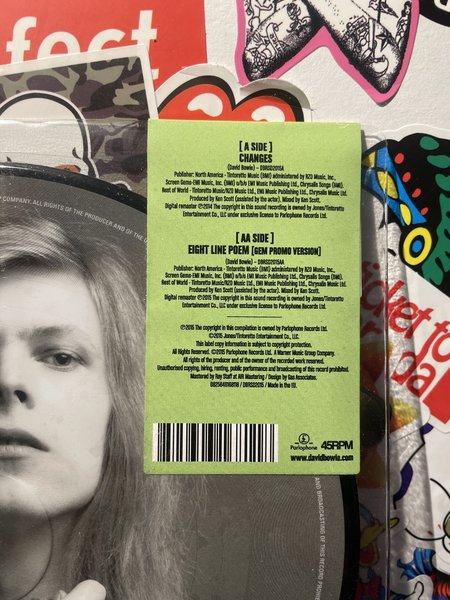 fect
COMPANY. ALL RIGHTS OF THE PRODUCER AND OF THE
[ A SIDE ]
CHANGES
(David Bowie) - DBRSD2015A
Publisher: North America - Tintoretto Music (BMI) administered by RZO Music, Inc.,
Screen Gems-EMI Music, Inc. (BMI) o/b/o EMI Music Publishing Ltd., Chrysalis Songs (BMI).
Rest of World - Tintoretto Music/RZO Music Ltd., EMI Music Publishing Ltd., Chrysalis Music Ltd.
Produced by Ken Scott (assisted by the actor). Mixed by Ken Scott.
Digital remaster ©2014 The copyright in this sound recording is owned by Jones/Tintoretto
Entertainment Co., LLC under exclusive license to Parlophone Records Ltd.
[ AA SIDE ]
EIGHT LINE POEM [GEM PROMO VERSION]
(David Bowie) - DBRSD2015AA
Publisher: North America - Tintoretto Music (BMI) administered by RZO Music, Inc.,
Screen Gems-EMI Music, Inc. (BMI) o/b/o EMI Music Publishing Ltd., Chrysalis Songs (BMI).
Rest of World - Tintoretto Music/RZO Music Ltd., EMI Music Publishing Ltd., Chrysalis Music Ltd.
Produced by Ken Scott (assisted by the actor). Mixed by Ken Scott.
Digital remaster ©2015 The copyright in this sound recording is owned by Jones/Tintoretto
Entertainment Co., LLC under exclusive license to Parlophone Records Ltd.
©2015 The copyright in this compilation is owned by Parlophone Records Ltd.
©2015 Jones/Tintoretto Entertainment Co., LLC.
This label copy information is subject to copyright protection.
All Rights Reserved. ©2015 Parlophone Records Ltd. A Warner Music Group Company.
All rights of the producer and of the owner of the recorded work reserved.
Unauthorised copying, hiring, renting, public performance and broadcasting of this record prohibited.
Mastered by Ray Staff at AIR Mastering / Design by Gas Associates.
0825646116818 / DBRSD2015 / Made in the EU.
Parlophone
45RPM
www.davidbowie.com
AND BROADCASTING OF THIS RECORD PROHI
cket to
da